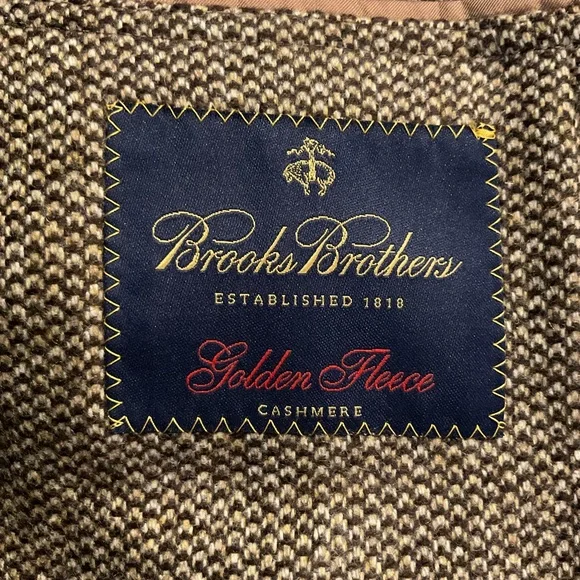 Brooks Brothers
ESTABLISHED 1818
Golden Fleece
CASHMERE